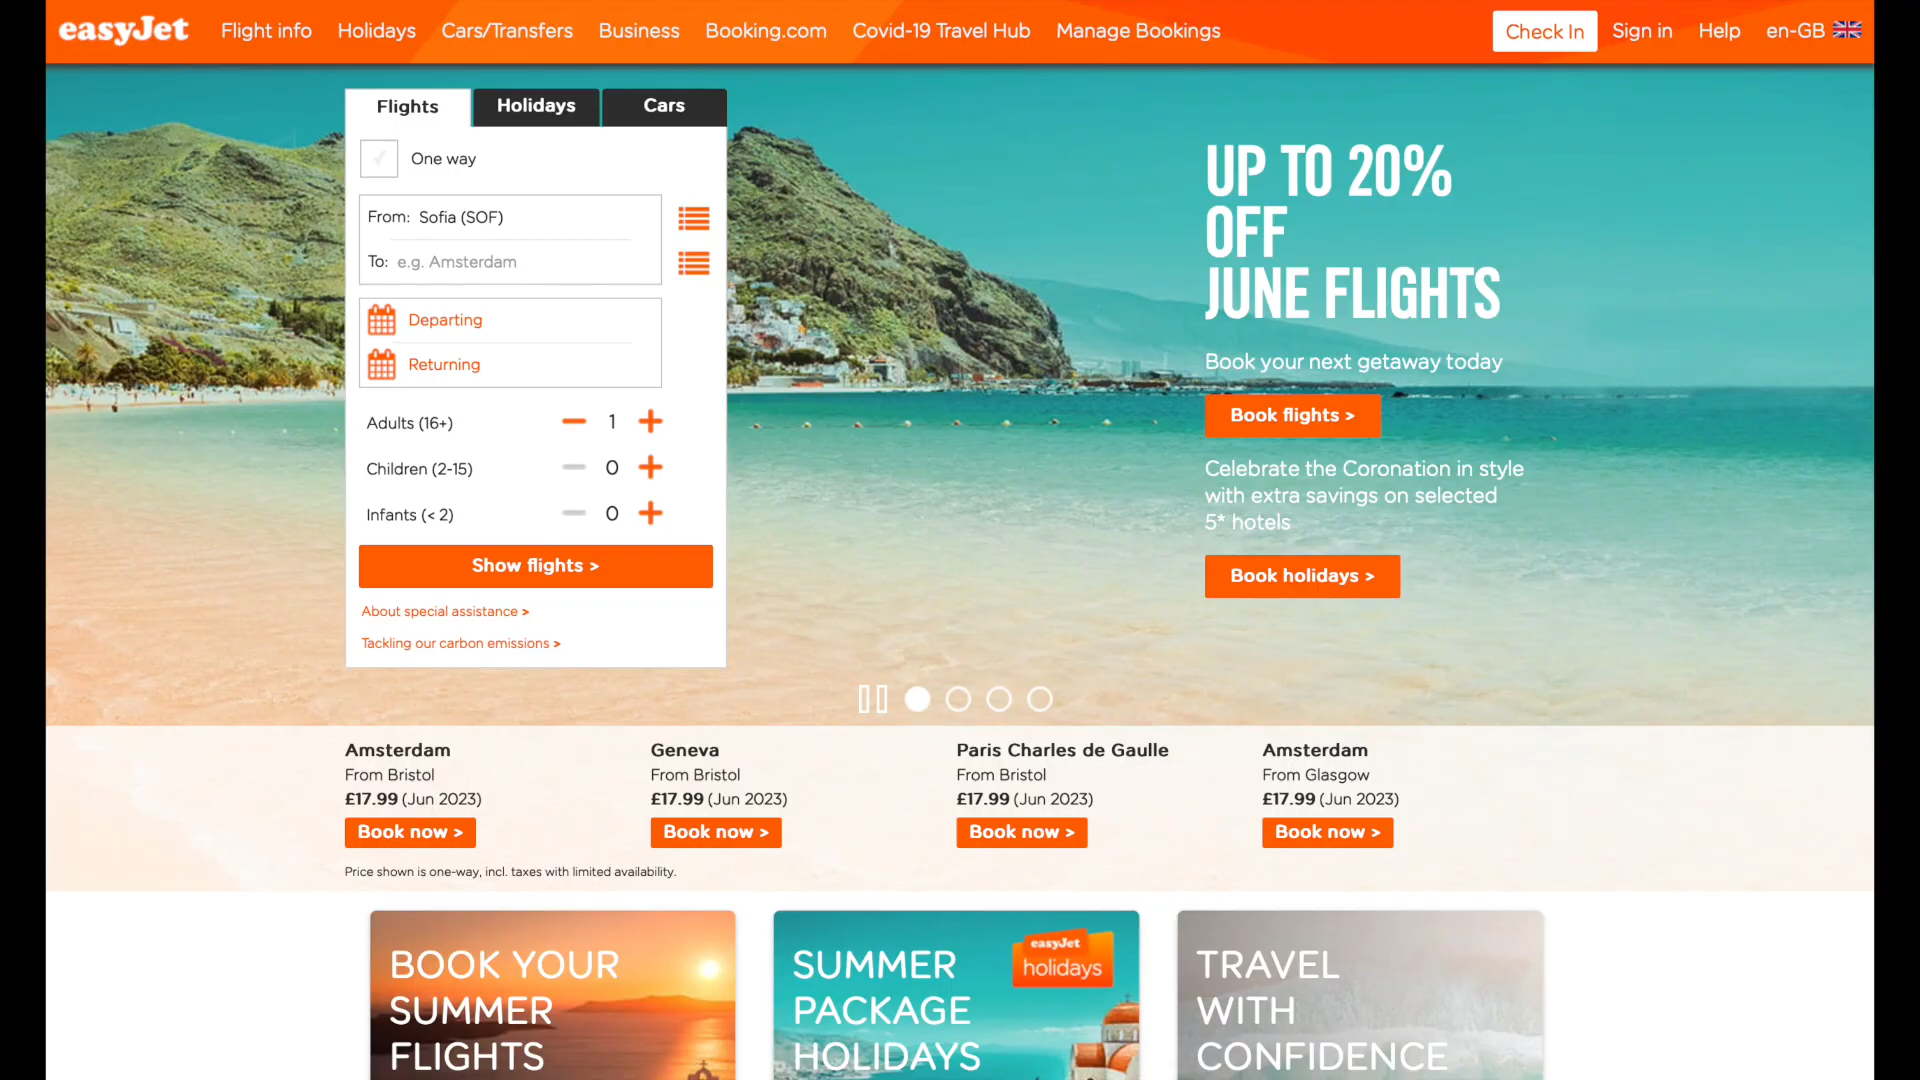 easyJet
Flight info
Holidays
Cars/Transfers
Business
Booking.com
Covid-19 Travel Hub
Manage Bookings
Check In
Sign in
Help
en-GB
Flights
Holidays
Cars
One way
From: Sofia (SOF)
To: e.g. Amsterdam
Departing
Returning
Adults (16+) 1
Children (2-15) 0
Infants (< 2) 0
Show flights >
About special assistance >
Tackling our carbon emissions >
UP TO 20%
OFF
JUNE FLIGHTS
Book your next getaway today
Book flights >
Celebrate the Coronation in style
with extra savings on selected
5* hotels
Book holidays >
Amsterdam
From Bristol
£17.99 (Jun 2023)
Book now >
Geneva
From Bristol
£17.99 (Jun 2023)
Book now >
Paris Charles de Gaulle
From Bristol
£17.99 (Jun 2023)
Book now >
Amsterdam
From Glasgow
£17.99 (Jun 2023)
Book now >
Price shown is one-way, incl. taxes with limited availability.
BOOK YOUR
SUMMER
FLIGHTS
SUMMER
PACKAGE
HOLIDAYS
easyJet
holidays
TRAVEL
WITH
CONFIDENCE